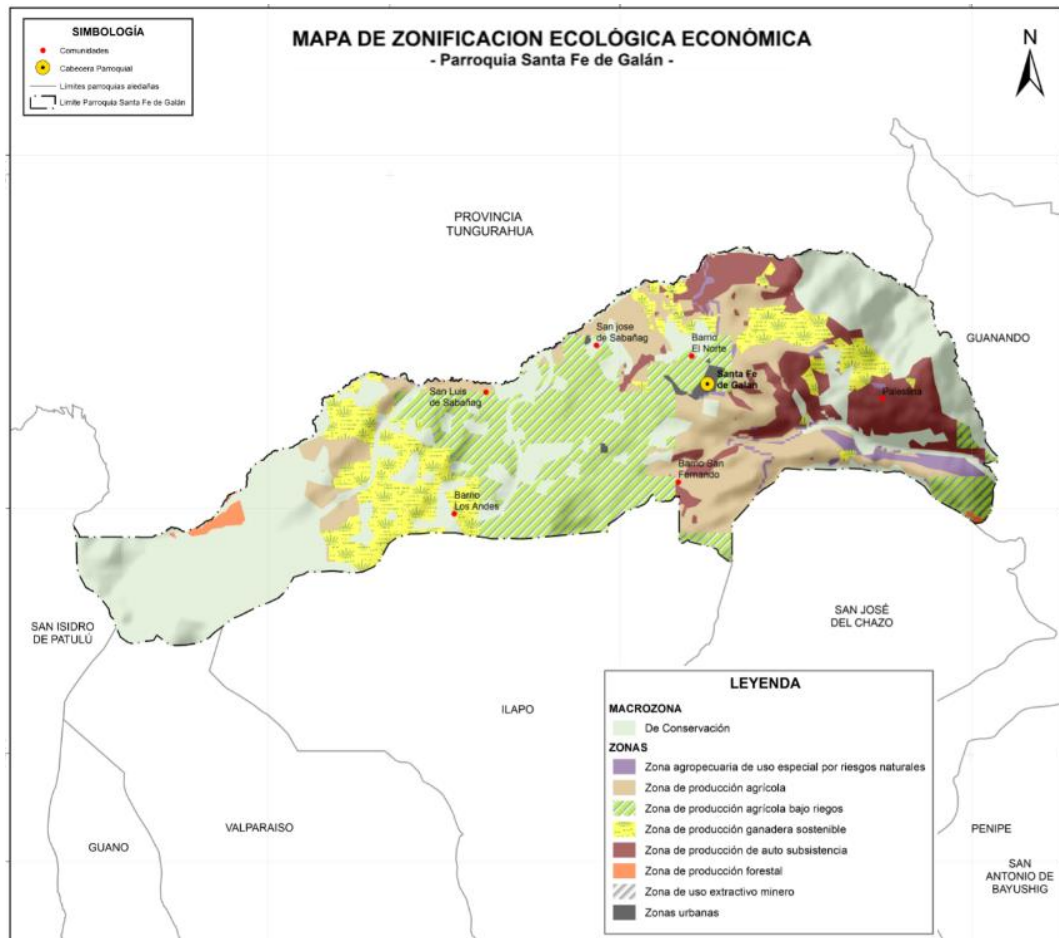 SIMBOLOGÍA
Comunidades
Cabecera Parroquial
Límites parroquias aledañas
Límite Parroquia Santa Fe de Galán
MAPA DE ZONIFICACION ECOLÓGICA ECONÓMICA
- Parroquia Santa Fe de Galán -
N
PROVINCIA
TUNGURAHUA
GUANANDO
San jose
de Sabañag
Barrio
El Norte
Santa Fe
de Galán
San Luis
de Sabañag
Palestina
Barrio San
Fernando
Barrio
Los Andes
SAN ISIDRO
DE PATULÚ
SAN JOSÉ
DEL CHAZO
ILAPO
VALPARAISO
GUANO
PENIPE
SAN
ANTONIO DE
BAYUSHIG
LEYENDA
MACROZONA
De Conservación
ZONAS
Zona agropecuaria de uso especial por riesgos naturales
Zona de producción agrícola
Zona de producción agrícola bajo riegos
Zona de producción ganadera sostenible
Zona de producción de auto subsistencia
Zona de producción forestal
Zona de uso extractivo minero
Zonas urbanas